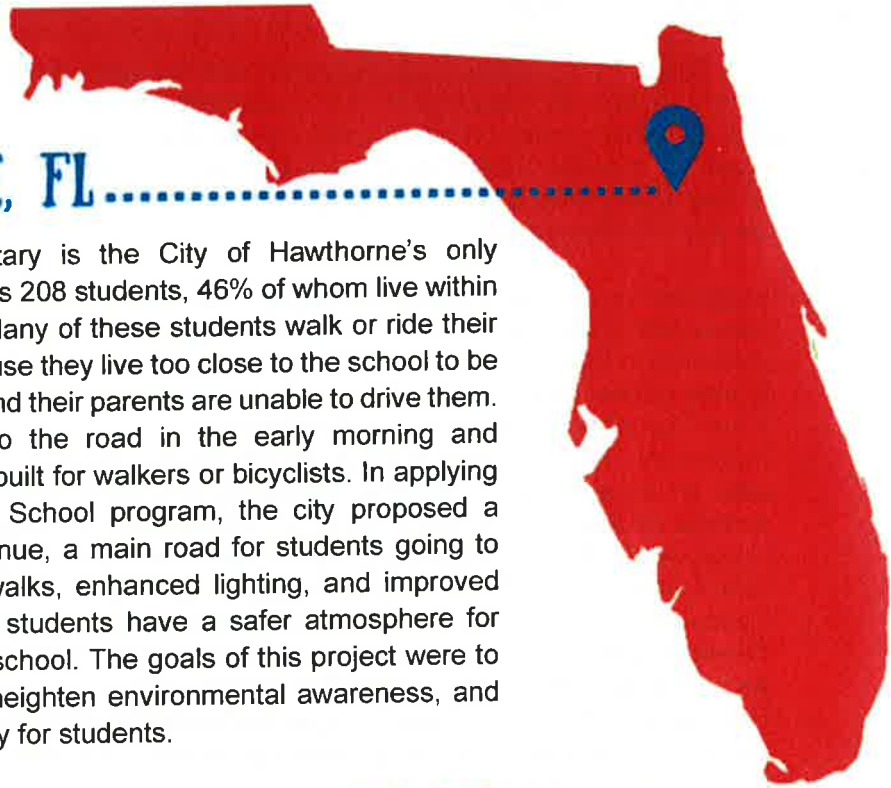 , FL
tary is the City of Hawthorne's only
s 208 students, 46% of whom live within
any of these students walk or ride their
use they live too close to the school to be
nd their parents are unable to drive them.
o the road in the early morning and
built for walkers or bicyclists. In applying
School program, the city proposed a
nue, a main road for students going to
valks, enhanced lighting, and improved
students have a safer atmosphere for
school. The goals of this project were to
heighten environmental awareness, and
y for students.